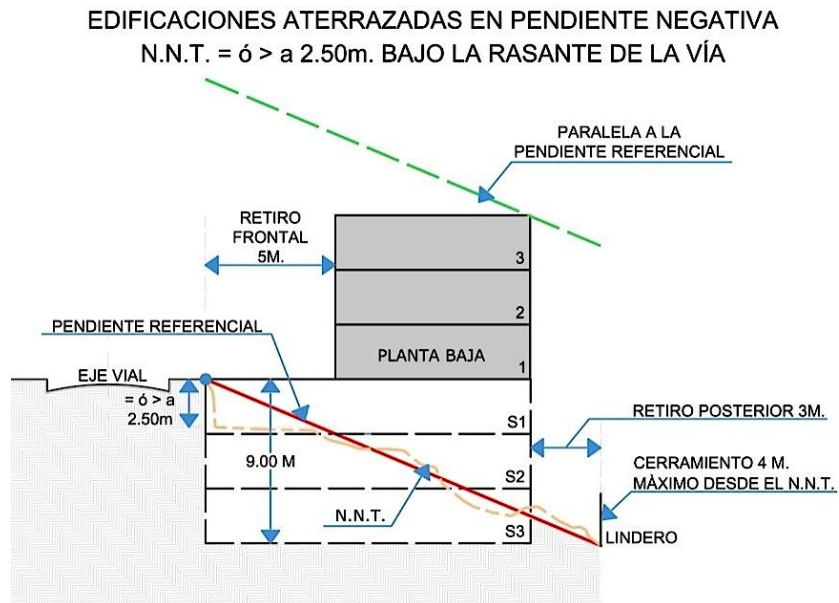 EDIFICACIONES ATERRAZADAS EN PENDIENTE NEGATIVA
N.N.T. = ó > a 2.50m. BAJO LA RASANTE DE LA VÍA
PARALELA A LA
PENDIENTE REFERENCIAL
RETIRO
FRONTAL
5M.
3
2
PENDIENTE REFERENCIAL
PLANTA BAJA
1
EJE VIAL
= ó > a
2.50m
S1
RETIRO POSTERIOR 3M.
9.00 M
S2
CERRAMIENTO 4 M.
MÀXIMO DESDE EL N.N.T.
N.N.T.
S3
LINDERO